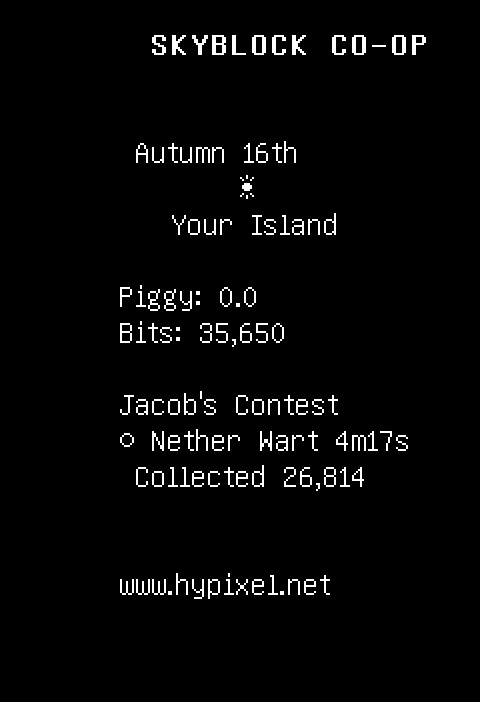 SKYBLOCK CO-OP
Autumn 16th
☀
Your Island
Piggy: 0.0
Bits: 35,650
Jacob's Contest
○ Nether Wart 4m17s
Collected 26,814
www.hypixel.net